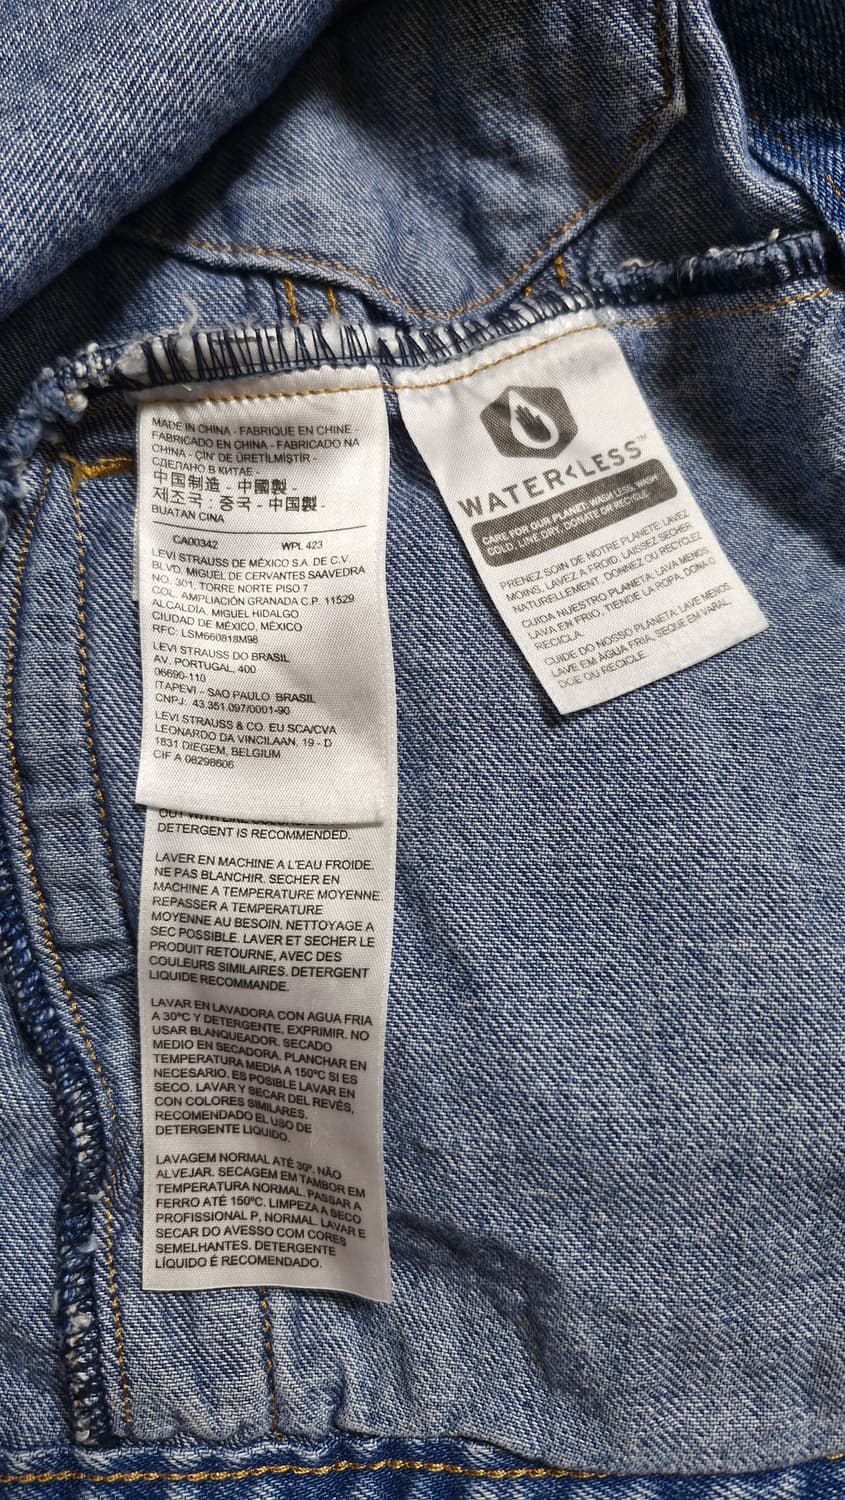 MADE IN CHINA - FABRIQUE EN CHINE -
FABRICADO EN CHINA - FABRICADO NA
CHINA - ÇİN' DE ÜRETİLMİŞTİR -
СДЕЛАНО В КИТАЕ -
中国制造 - 中國製 -
제조국 : 중국 - 中国製 -
BUATAN CINA
CA00342 WPL 423
LEVI STRAUSS DE MÉXICO S.A. DE C.V.
BLVD. MIGUEL DE CERVANTES SAAVEDRA
NO. 301, TORRE NORTE PISO 7
COL. AMPLIACIÓN GRANADA C.P. 11529
ALCALDÍA. MIGUEL HIDALGO
CIUDAD DE MÉXICO, MÉXICO
RFC: LSM660818M98
LEVI STRAUSS DO BRASIL
AV. PORTUGAL, 400
06690-110
ITAPEVI - SAO PAULO BRASIL
CNPJ: 43.351.097/0001-90
LEVI STRAUSS & CO. EU SCA/CVA
LEONARDO DA VINCILAAN, 19 - D
1831 DIEGEM, BELGIUM
CIF A 08298606
OUT WITH LIKE
DETERGENT IS RECOMMENDED.
LAVER EN MACHINE A L'EAU FROIDE.
NE PAS BLANCHIR. SECHER EN
MACHINE A TEMPERATURE MOYENNE.
REPASSER A TEMPERATURE
MOYENNE AU BESOIN. NETTOYAGE A
SEC POSSIBLE. LAVER ET SECHER LE
PRODUIT RETOURNE, AVEC DES
COULEURS SIMILAIRES. DETERGENT
LIQUIDE RECOMMANDE.
LAVAR EN LAVADORA CON AGUA FRIA
A 30ºC Y DETERGENTE, EXPRIMIR. NO
USAR BLANQUEADOR. SECADO
MEDIO EN SECADORA. PLANCHAR EN
TEMPERATURA MEDIA A 150ºC SI ES
NECESARIO. ES POSIBLE LAVAR EN
SECO. LAVAR Y SECAR DEL REVÉS,
CON COLORES SIMILARES.
RECOMENDADO EL USO DE
DETERGENTE LIQUIDO.
LAVAGEM NORMAL ATÉ 30º. NÃO
ALVEJAR. SECAGEM EM TAMBOR EM
TEMPERATURA NORMAL. PASSAR A
FERRO ATÉ 150ºC. LIMPEZA A SECO
PROFISSIONAL P, NORMAL. LAVAR E
SECAR DO AVESSO COM CORES
SEMELHANTES. DETERGENTE
LÍQUIDO É RECOMENDADO.
WATER<LESS™
CARE FOR OUR PLANET: WASH LESS, WASH
COLD, LINE DRY, DONATE OR RECYCLE
PRENEZ SOIN DE NOTRE PLANÈTE: LAVEZ
MOINS, LAVEZ A FROID, LAISSEZ SECHER
NATURELLEMENT, DONNEZ OU RECYCLEZ
CUIDA NUESTRO PLANETA: LAVA MENOS,
LAVA EN FRIO, TIENDE LA ROPA, DONA O
RECICLA.
CUIDE DO NOSSO PLANETA LAVE MENOS
LAVE EM ÁGUA FRIA, SEQUE EM VARAL,
DOE OU RECICLE.